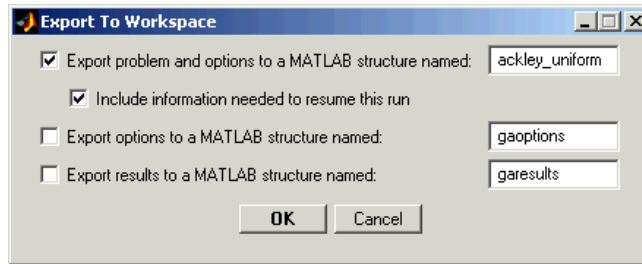 Export To Workspace
Export problem and options to a MATLAB structure named: ackley_uniform
Include information needed to resume this run
Export options to a MATLAB structure named: gaoptions
Export results to a MATLAB structure named: garesults
OK Cancel